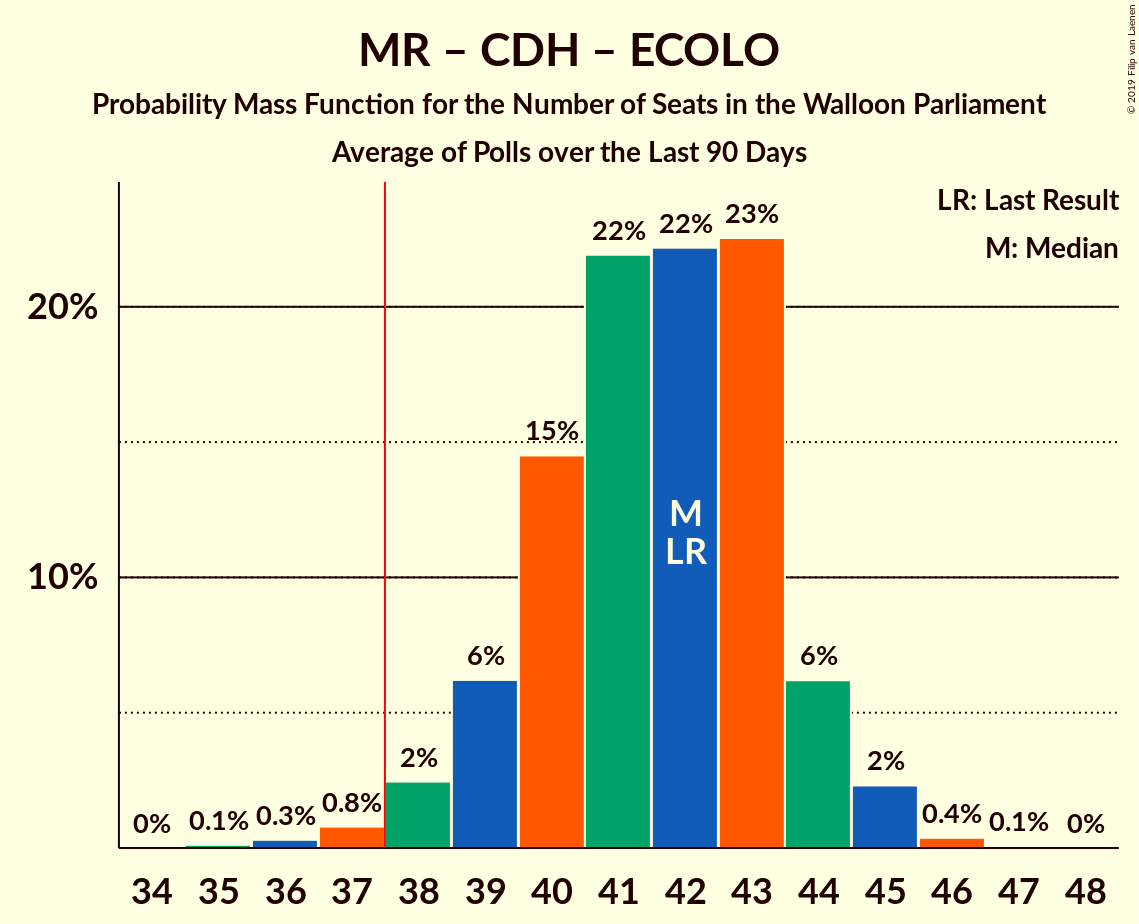 MR – CDH – ECOLO
Probability Mass Function for the Number of Seats in the Walloon Parliament
Average of Polls over the Last 90 Days
© 2019 Filip van Laenen
LR: Last Result
M: Median
20%
10%
0%
0.1%
0.3%
0.8%
2%
6%
15%
22%
22%
23%
6%
2%
0.4%
0.1%
0%
M
LR
34 35 36 37 38 39 40 41 42 43 44 45 46 47 48